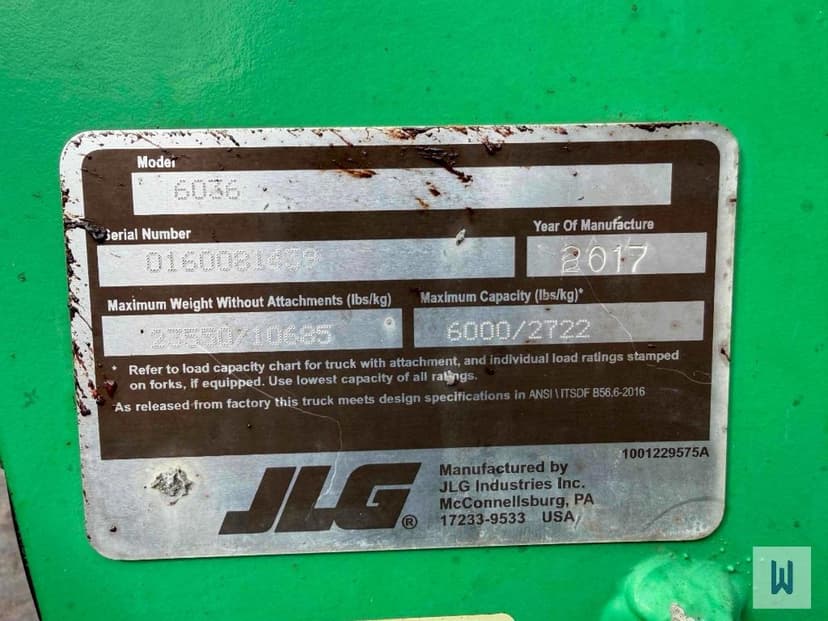 Model
6036
Serial Number
0160081439
Year Of Manufacture
2017
Maximum Weight Without Attachments (lbs/kg)
23550/10685
Maximum Capacity (lbs/kg)*
6000/2722
* Refer to load capacity chart for truck with attachment, and individual load ratings stamped
on forks, if equipped. Use lowest capacity of all ratings.
As released from factory this truck meets design specifications in ANSI \ ITSDF B56.6-2016
1001229575A
JLG®
Manufactured by
JLG Industries Inc.
McConnellsburg, PA
17233-9533 USA
W